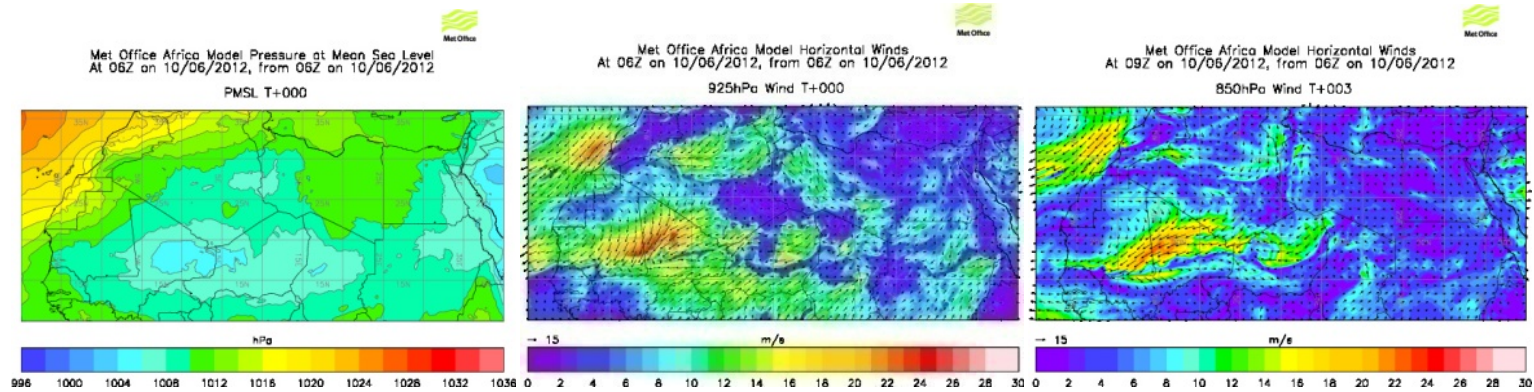 Met Office
Met Office Africa Model Pressure at Mean Sea Level
At 06Z on 10/06/2012, from 06Z on 10/06/2012
PMSL T+000
hPa
996 1000 1004 1008 1012 1016 1020 1024 1028 1032 1036
Met Office
Met Office Africa Model Horizontal Winds
At 06Z on 10/06/2012, from 06Z on 10/06/2012
925hPa Wind T+000
→ 15 m/s
0 2 4 6 8 10 12 14 16 18 20 22 24 26 28 30
Met Office
Met Office Africa Model Horizontal Winds
At 09Z on 10/06/2012, from 06Z on 10/06/2012
850hPa Wind T+003
→ 15 m/s
0 2 4 6 8 10 12 14 16 18 20 22 24 26 28 30